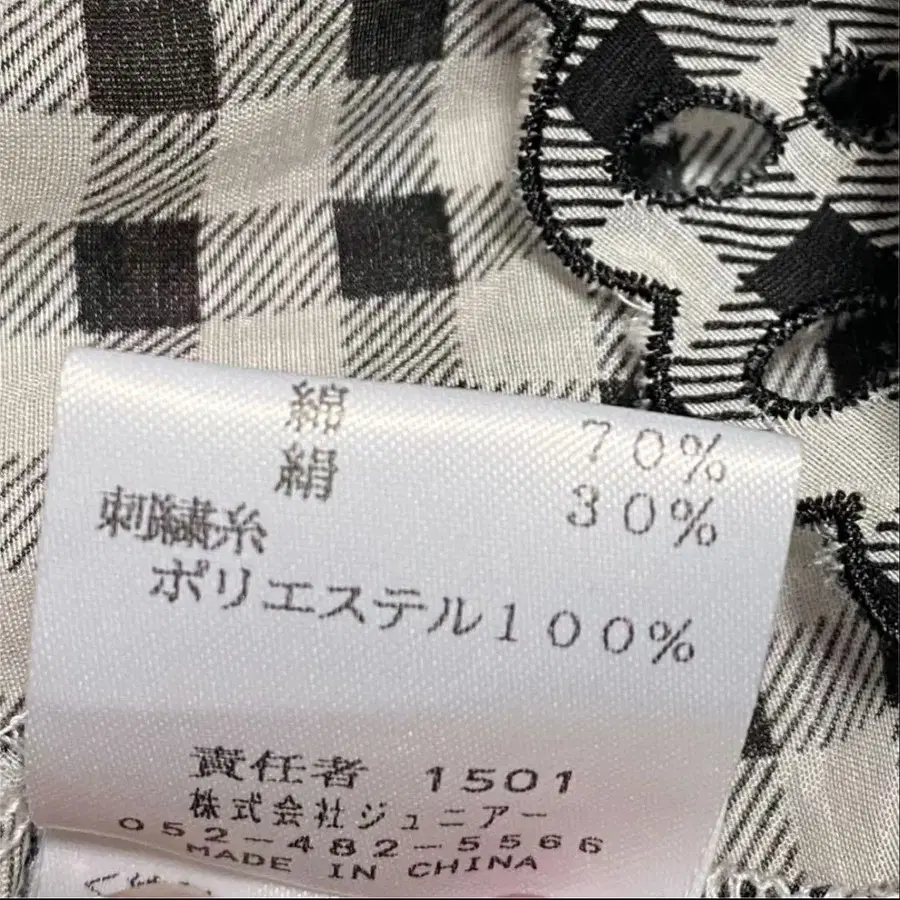 綿 70%
絹 30%
刺繍糸
ポリエステル100%
責任者 1501
株式会社ジュニアー
052-482-5566
MADE IN CHINA